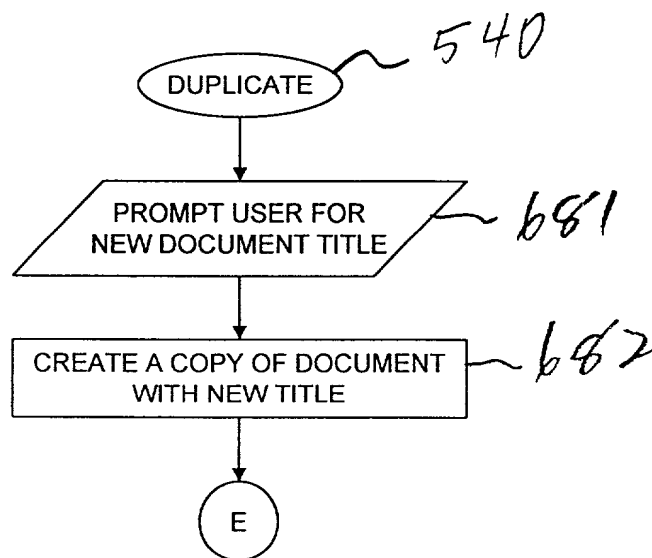 540
DUPLICATE
PROMPT USER FOR
NEW DOCUMENT TITLE
681
CREATE A COPY OF DOCUMENT
WITH NEW TITLE
682
E